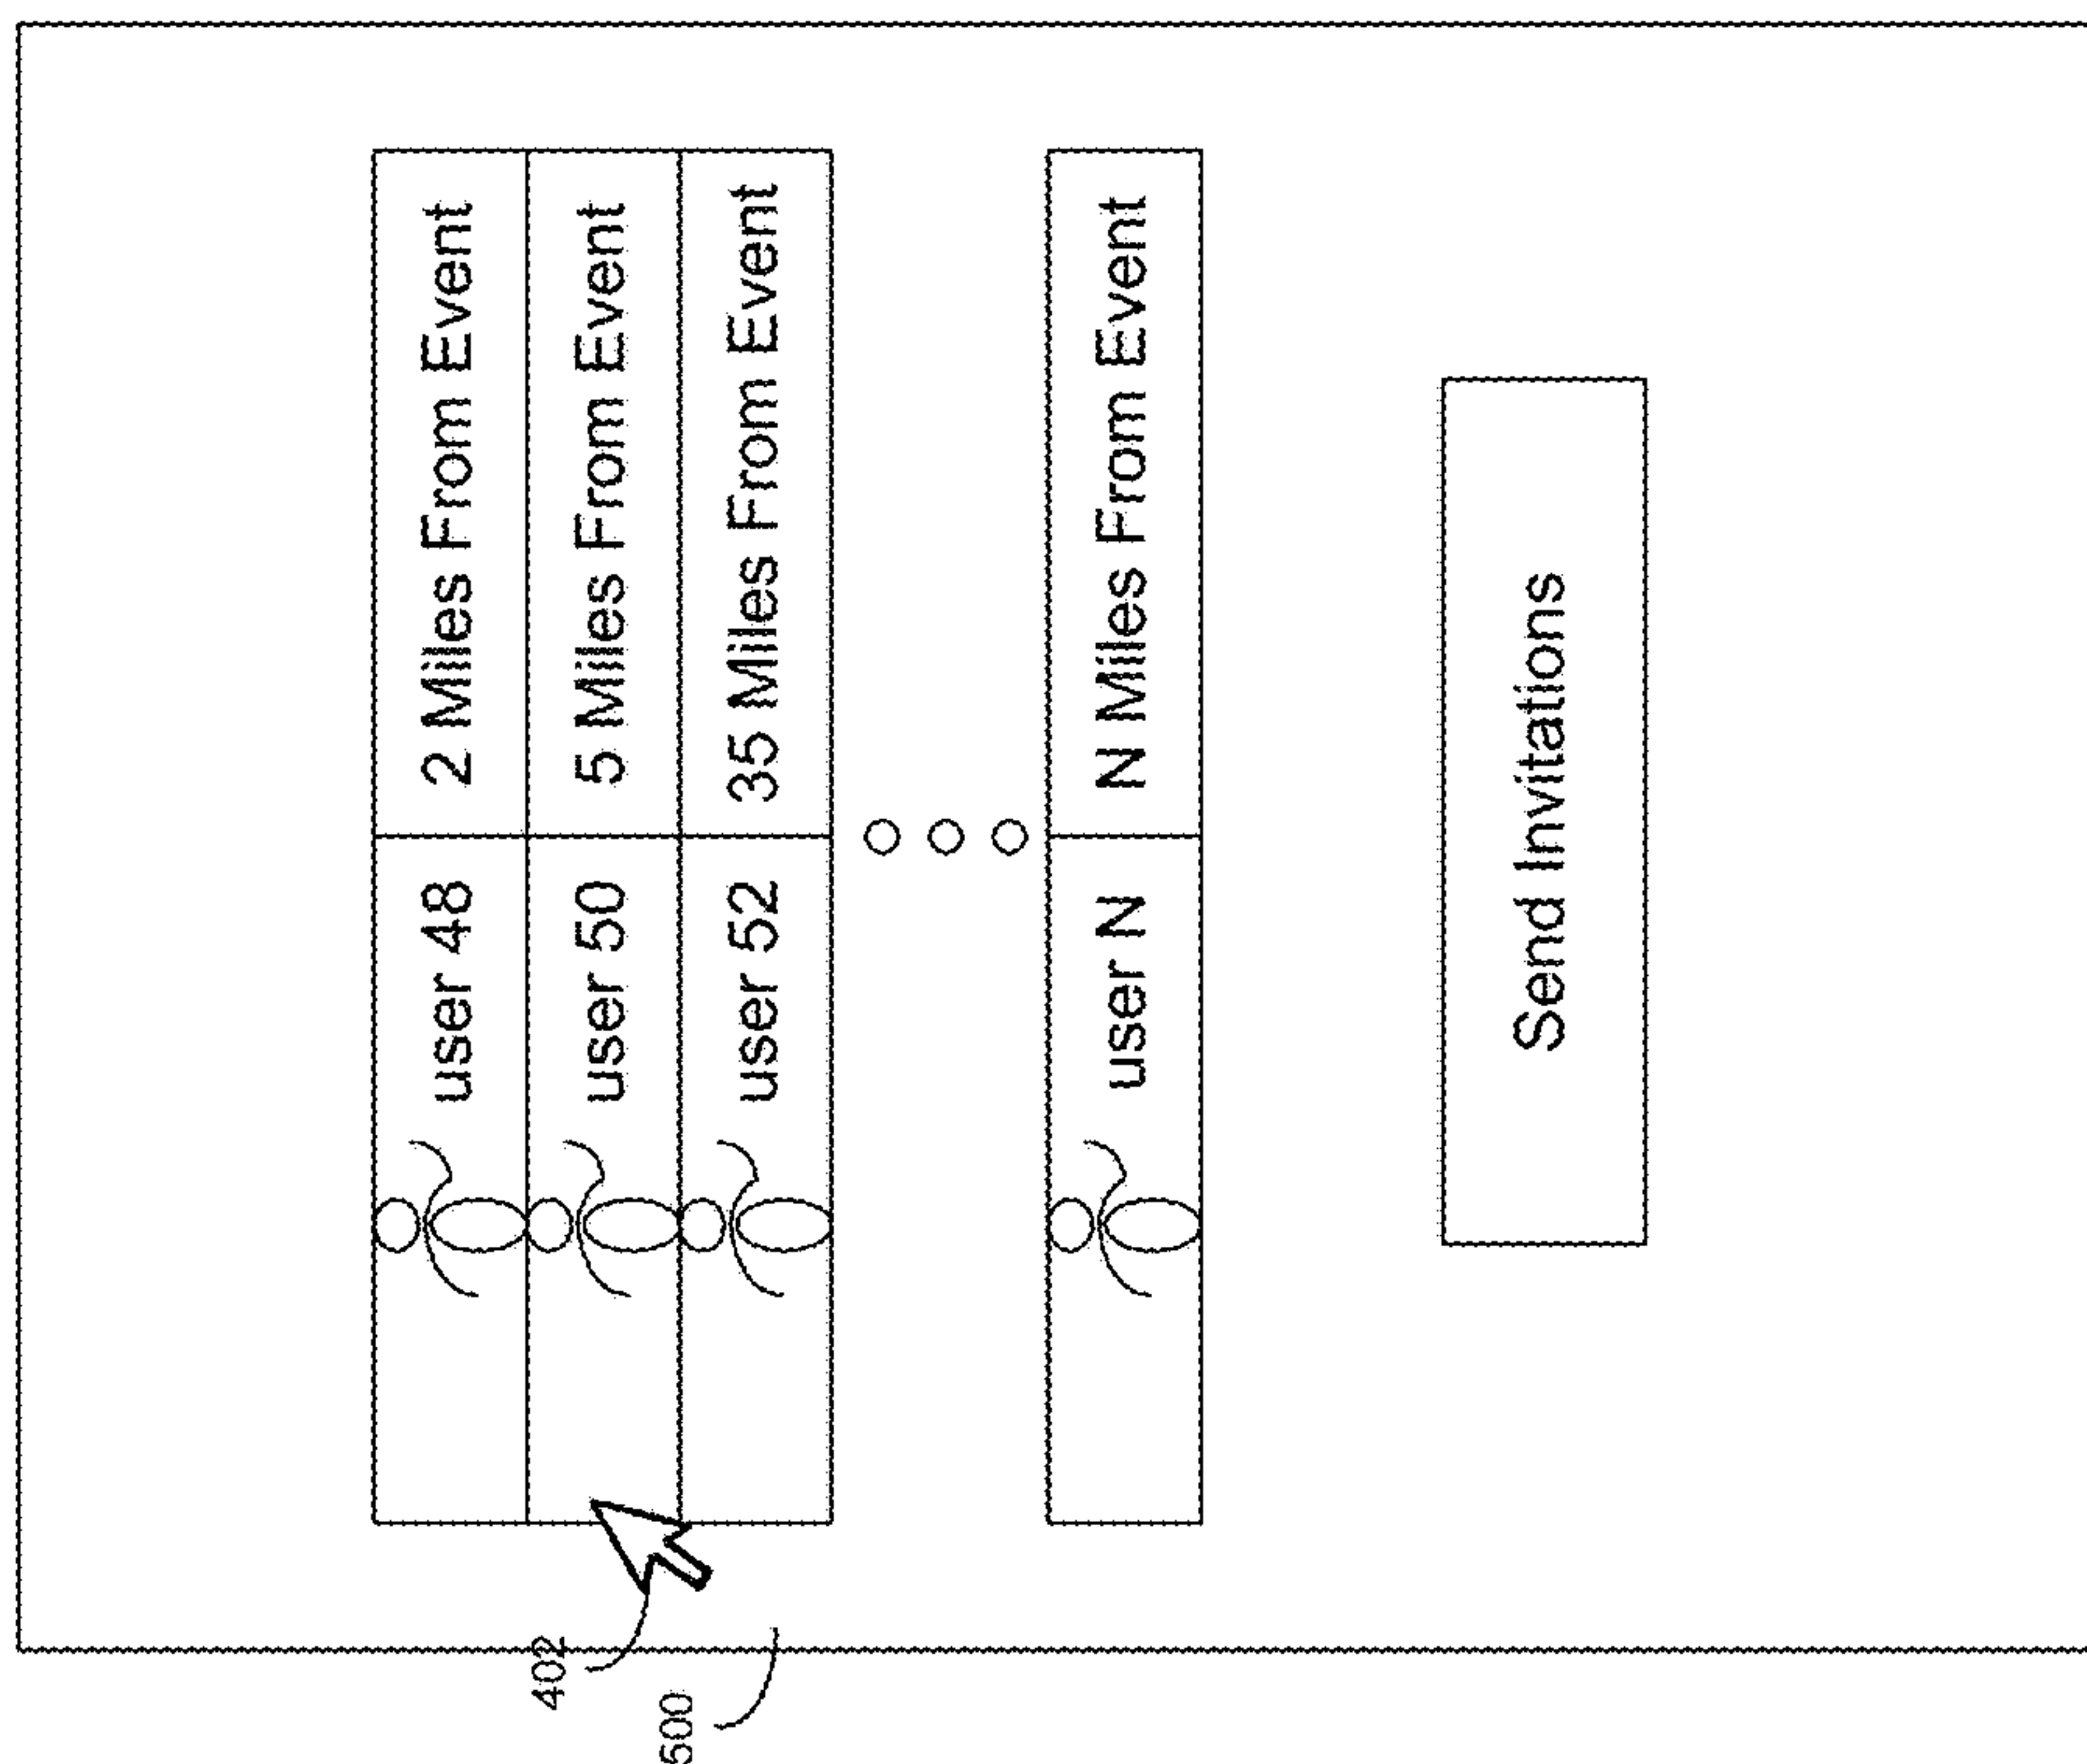 user 48 2 Miles From Event
user 50 5 Miles From Event
user 52 35 Miles From Event
402
user N N Miles From Event
Send Invitations